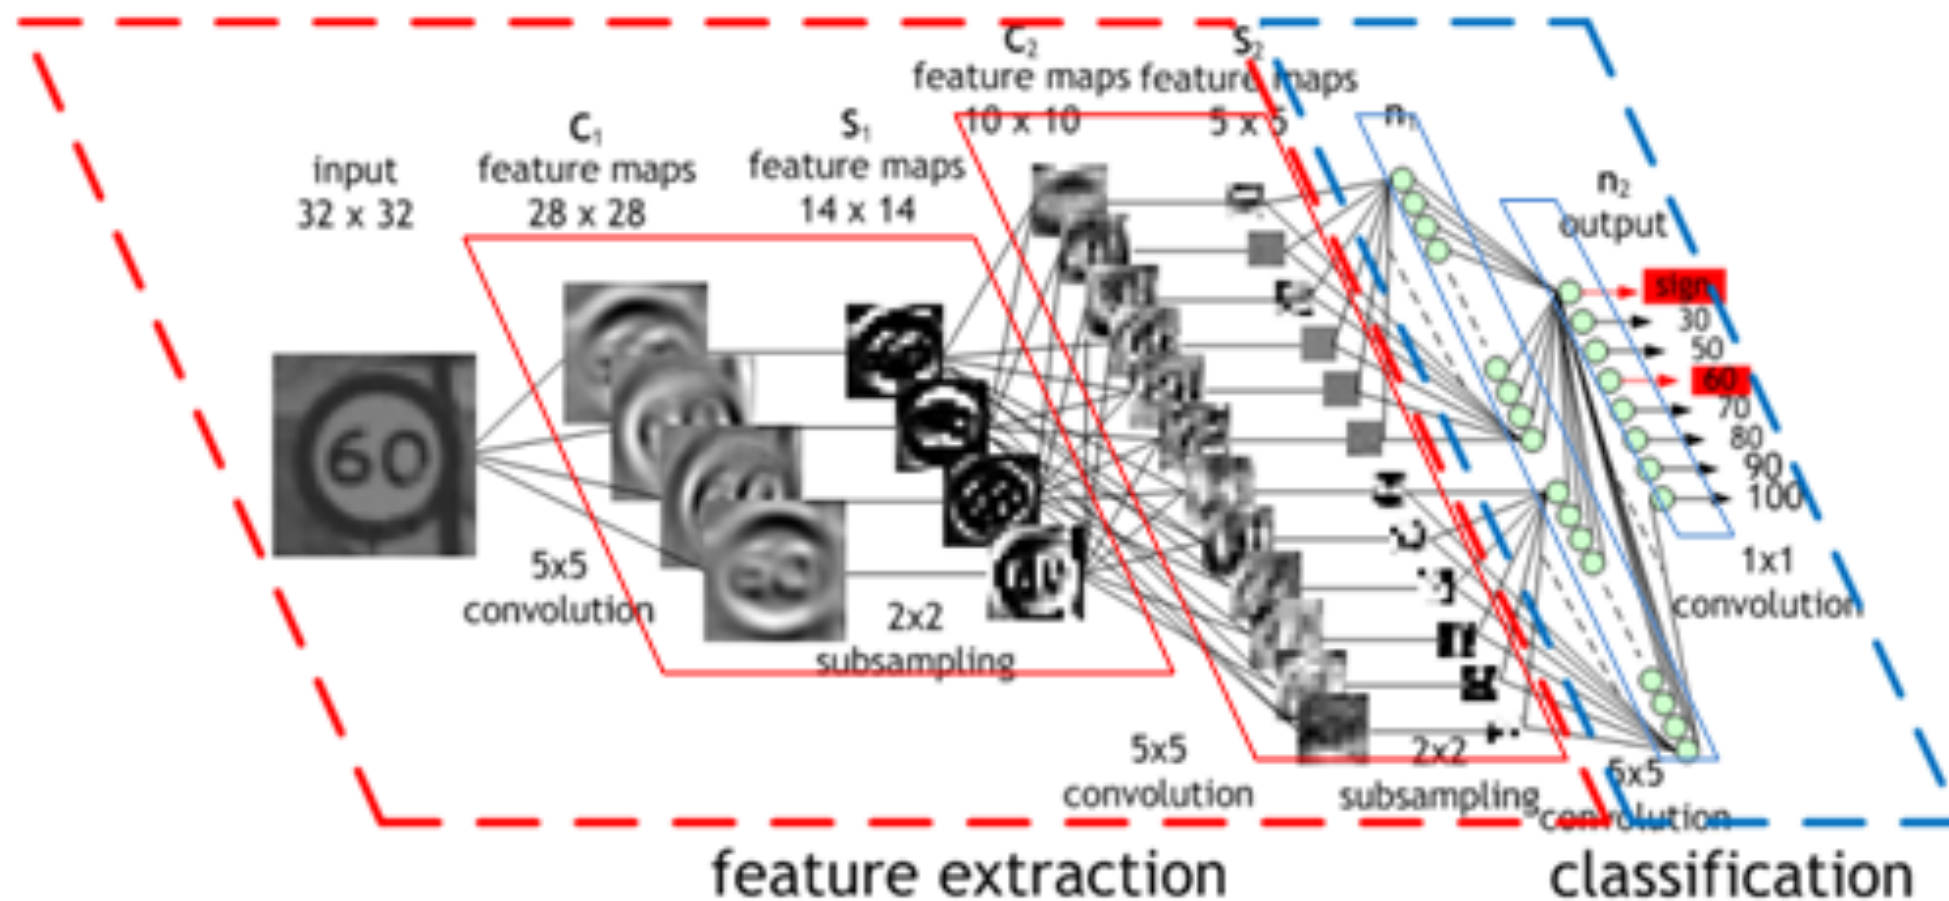 input
32 x 32
C₁
feature maps
28 x 28
S₁
feature maps
14 x 14
C₂
feature maps
10 x 10
S₂
feature maps
5 x 5
n₁
n₂
output
60
sign
30
50
60
70
80
90
100
5x5
convolution
2x2
subsampling
5x5
convolution
2x2
subsampling
5x5
convolution
1x1
convolution
feature extraction
classification